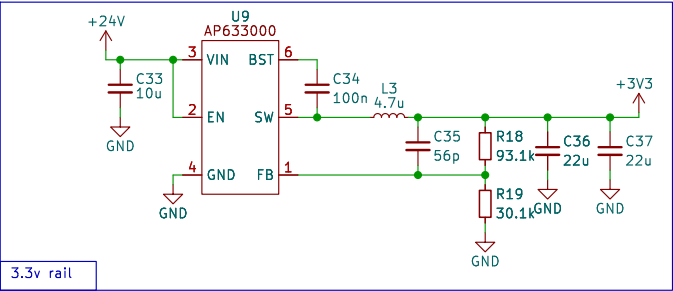 +24V
U9
AP633000
3
VIN
BST
6
C33
10u
C34
100n
L3
4.7u
+3V3
2
EN
SW
5
GND
C35
56p
R18
93.1k
C36
22u
C37
22u
4
GND
FB
1
GND
R19
30.1k
GND
GND
GND
3.3v rail